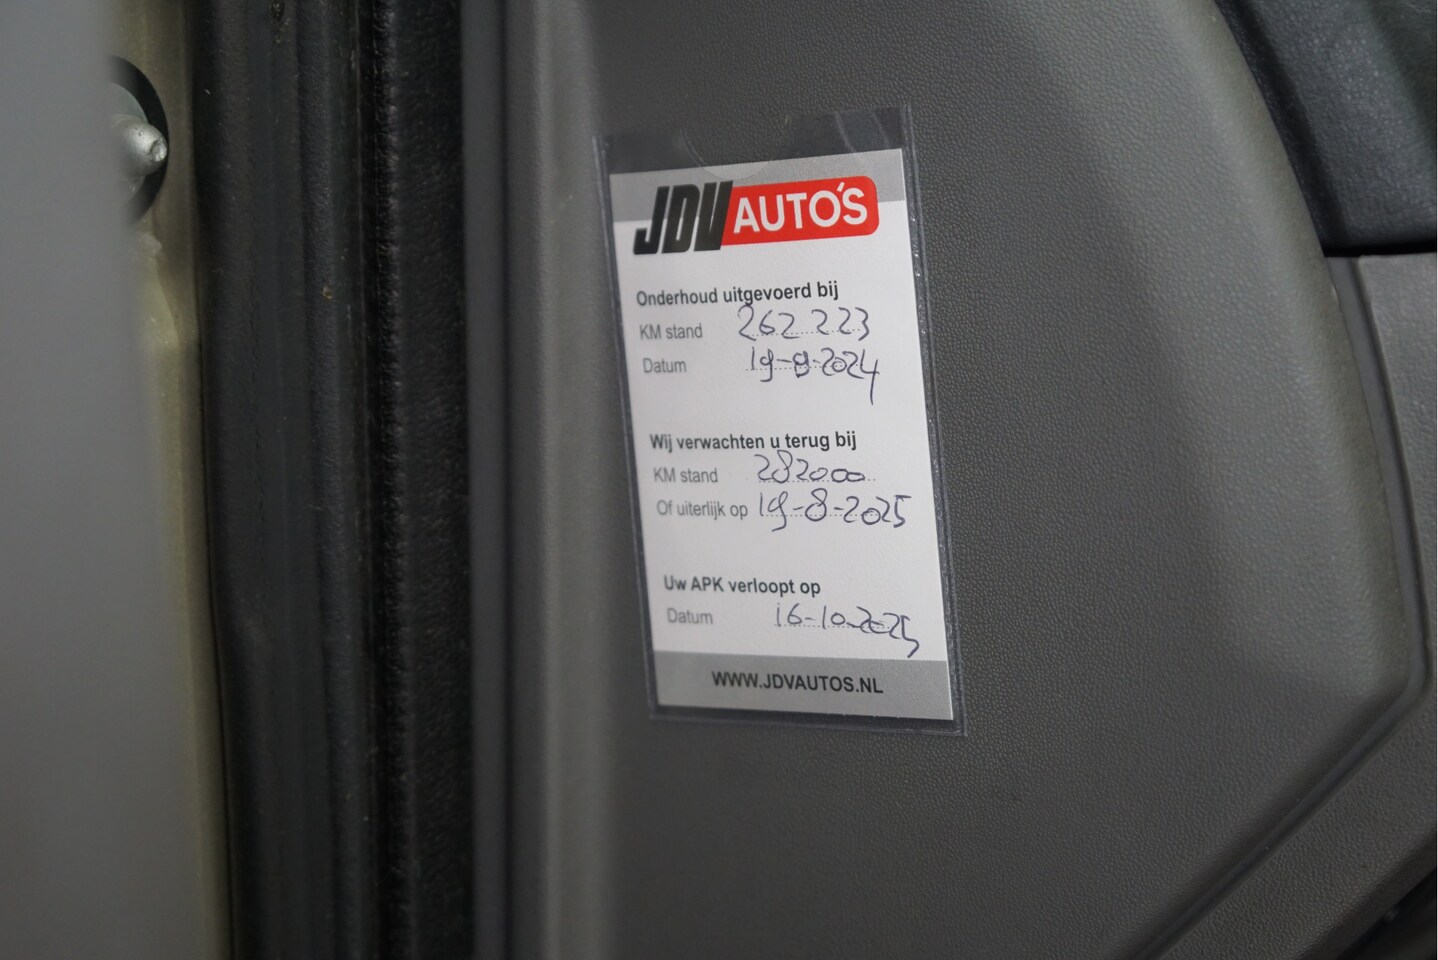 JDV AUTO'S
Onderhoud uitgevoerd bij
KM stand 262 223
Datum 19-8-2024
Wij verwachten u terug bij
KM stand 282000
Of uiterlijk op 19-8-2025
Uw APK verloopt op
Datum 16-10-2025
WWW.JDVAUTOS.NL